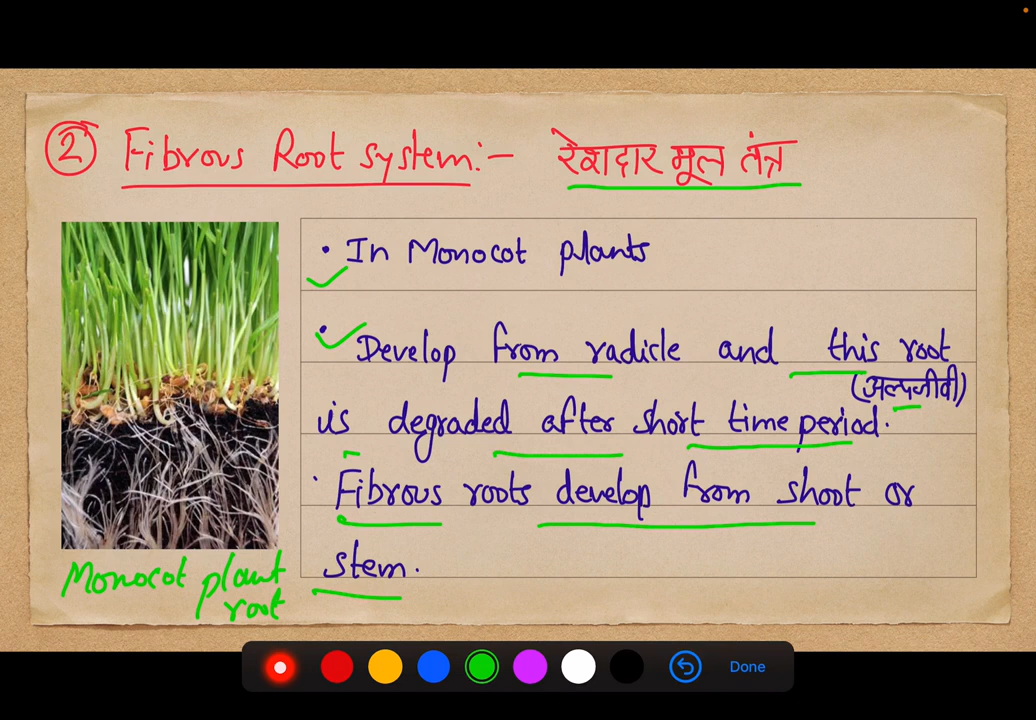 ② Fibrous Root system:- रेशादार मूल तंत्र
• In Monocot plants
• Develop from radicle and this root
(अल्पजीवी)
is degraded after short time period.
• Fibrous roots develop from shoot or
stem.
Monocot plant
root
Done